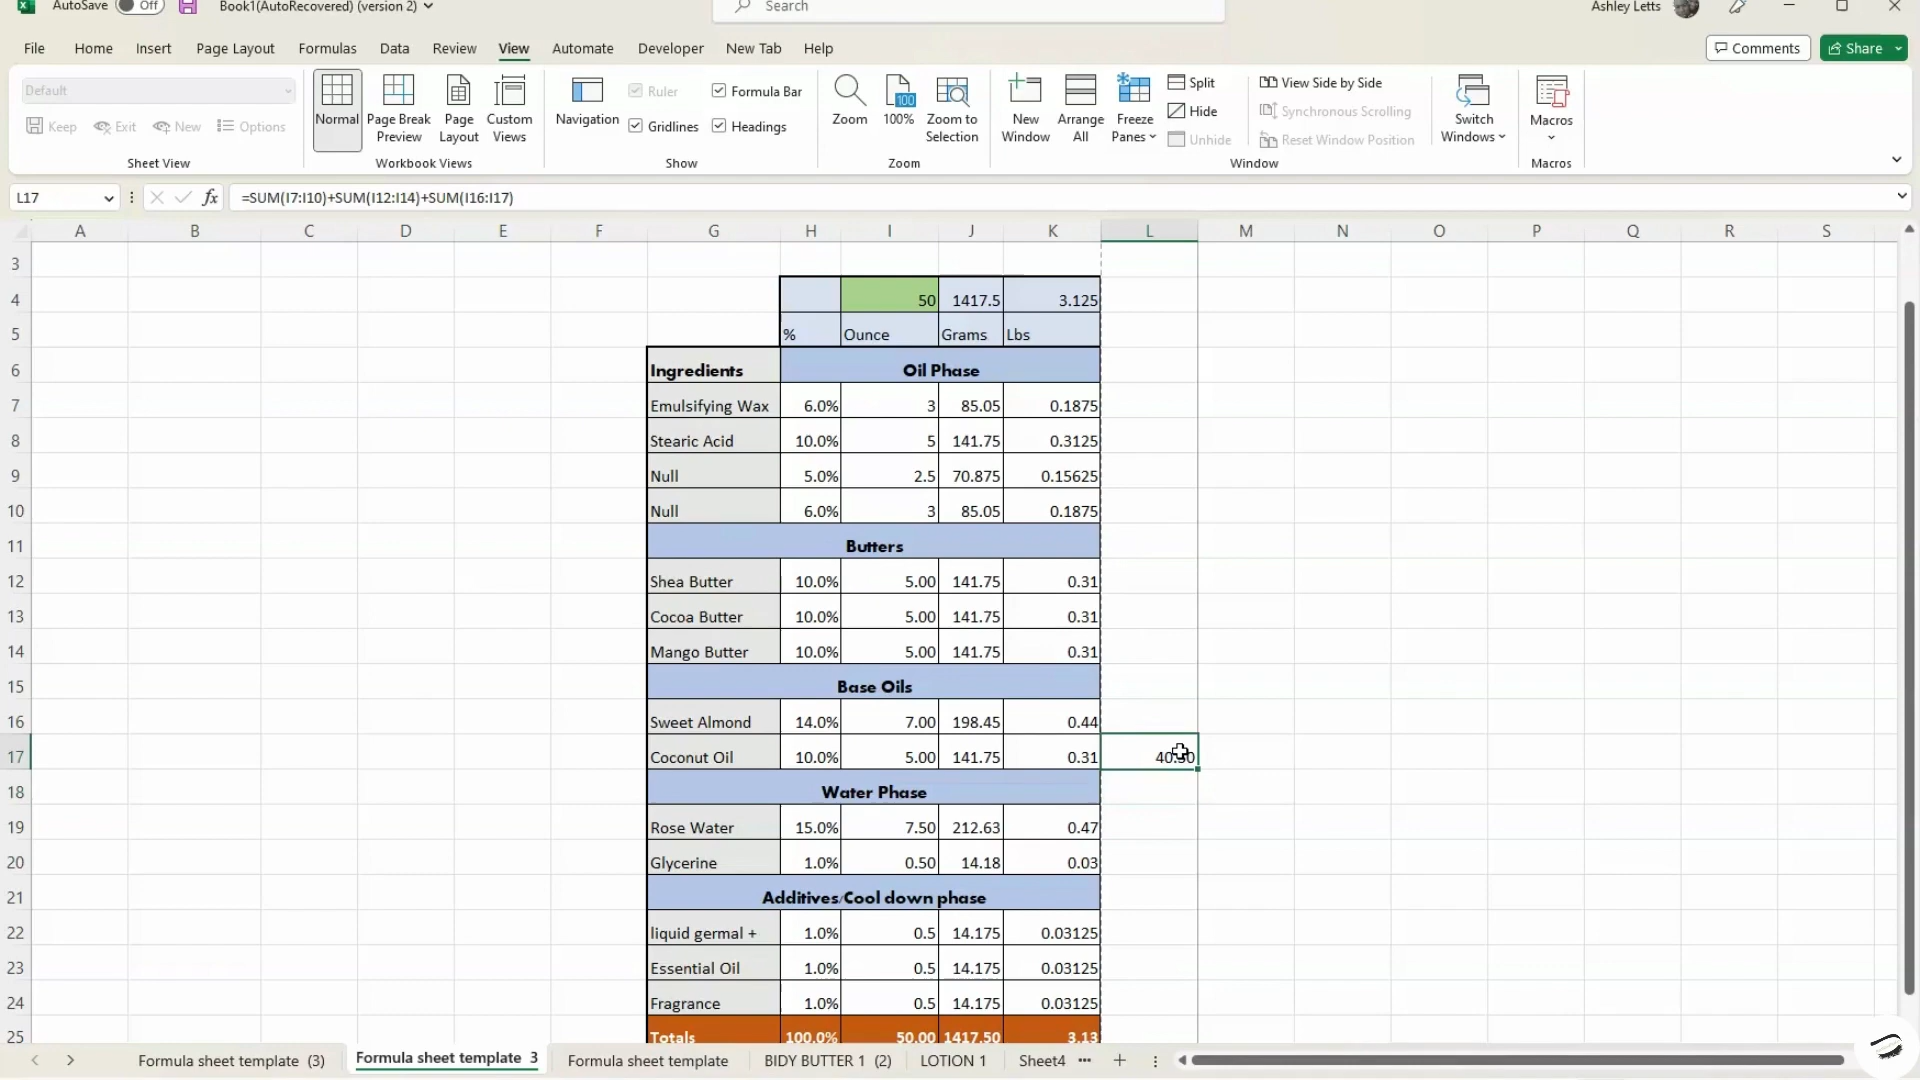 AutoSave Off Book1(AutoRecovered) (version 2) Search Ashley Letts
File Home Insert Page Layout Formulas Data Review View Automate Developer New Tab Help Comments Share
Default
Keep Exit New Options
Sheet View
Normal Page Break Preview Page Layout Custom Views
Workbook Views
Navigation
Ruler Formula Bar
Gridlines Headings
Show
Zoom 100 100% Zoom to Selection
Zoom
New Window Arrange All Freeze Panes
Split View Side by Side
Hide Synchronous Scrolling
Unhide Reset Window Position
Switch Windows
Window
Macros
Macros
L17 fx =SUM(I7:I10)+SUM(I12:I14)+SUM(I16:I17)
A B C D E F G H I J K L M N O P Q R S
3
4 50 1417.5 3.125
5 % Ounce Grams Lbs
6 Ingredients Oil Phase
7 Emulsifying Wax 6.0% 3 85.05 0.1875
8 Stearic Acid 10.0% 5 141.75 0.3125
9 Null 5.0% 2.5 70.875 0.15625
10 Null 6.0% 3 85.05 0.1875
11 Butters
12 Shea Butter 10.0% 5.00 141.75 0.31
13 Cocoa Butter 10.0% 5.00 141.75 0.31
14 Mango Butter 10.0% 5.00 141.75 0.31
15 Base Oils
16 Sweet Almond 14.0% 7.00 198.45 0.44
17 Coconut Oil 10.0% 5.00 141.75 0.31 40.50
18 Water Phase
19 Rose Water 15.0% 7.50 212.63 0.47
20 Glycerine 1.0% 0.50 14.18 0.03
21 Additives/Cool down phase
22 liquid germal + 1.0% 0.5 14.175 0.03125
23 Essential Oil 1.0% 0.5 14.175 0.03125
24 Fragrance 1.0% 0.5 14.175 0.03125
25 Totals 100.0% 50.00 1417.50 3.13
Formula sheet template (3) Formula sheet template 3 Formula sheet template BIDY BUTTER 1 (2) LOTION 1 Sheet4